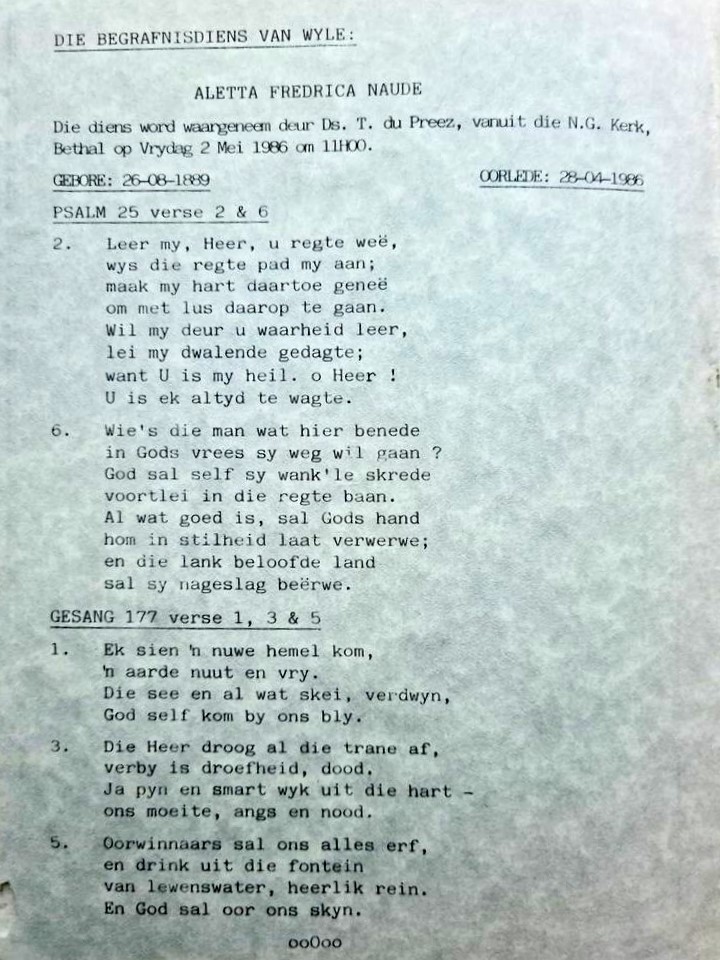 DIE BEGRAFNISDIENS VAN WYLE:
ALETTA FREDRICA NAUDE
Die diens word waargeneem deur Ds. T. du Preez, vanuit die N.G. Kerk,
Bethal op Vrydag 2 Mei 1986 om 11H00.
GEBORE: 26-08-1889 OORLEDE: 28-04-1986
PSALM 25 verse 2 & 6
2. Leer my, Heer, u regte weë,
wys die regte pad my aan;
maak my hart daartoe geneë
om met lus daarop te gaan.
Wil my deur u waarheid leer,
lei my dwalende gedagte;
want U is my heil. o Heer !
U is ek altyd te wagte.
6. Wie's die man wat hier benede
in Gods vrees sy weg wil gaan ?
God sal self sy wank'le skrede
voortlei in die regte baan.
Al wat goed is, sal Gods hand
hom in stilheid laat verwerwe;
en die lank beloofde land
sal sy nageslag beërwe.
GESANG 177 verse 1, 3 & 5
1. Ek sien 'n nuwe hemel kom,
'n aarde nuut en vry.
Die see en al wat skei, verdwyn,
God self kom by ons bly.
3. Die Heer droog al die trane af,
verby is droefheid, dood.
Ja pyn en smart wyk uit die hart -
ons moeite, angs en nood.
5. Oorwinnaars sal ons alles erf,
en drink uit die fontein
van lewenswater, heerlik rein.
En God sal oor ons skyn.
ooOoo